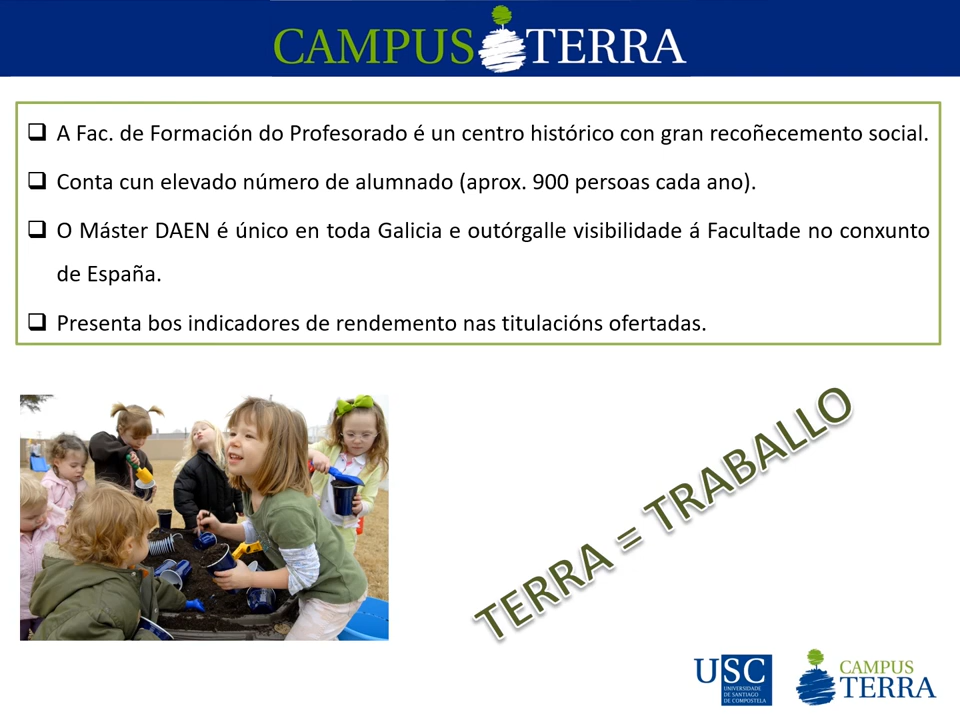 CAMPUS TERRA
A Fac. de Formación do Profesorado é un centro histórico con gran recoñecemento social.
Conta cun elevado número de alumnado (aprox. 900 persoas cada ano).
O Máster DAEN é único en toda Galicia e outórgalle visibilidade á Facultade no conxunto
de España.
Presenta bos indicadores de rendemento nas titulacións ofertadas.
TERRA = TRABALLO
USC
UNIVERSIDADE
DE SANTIAGO
DE COMPOSTELA
CAMPUS
TERRA